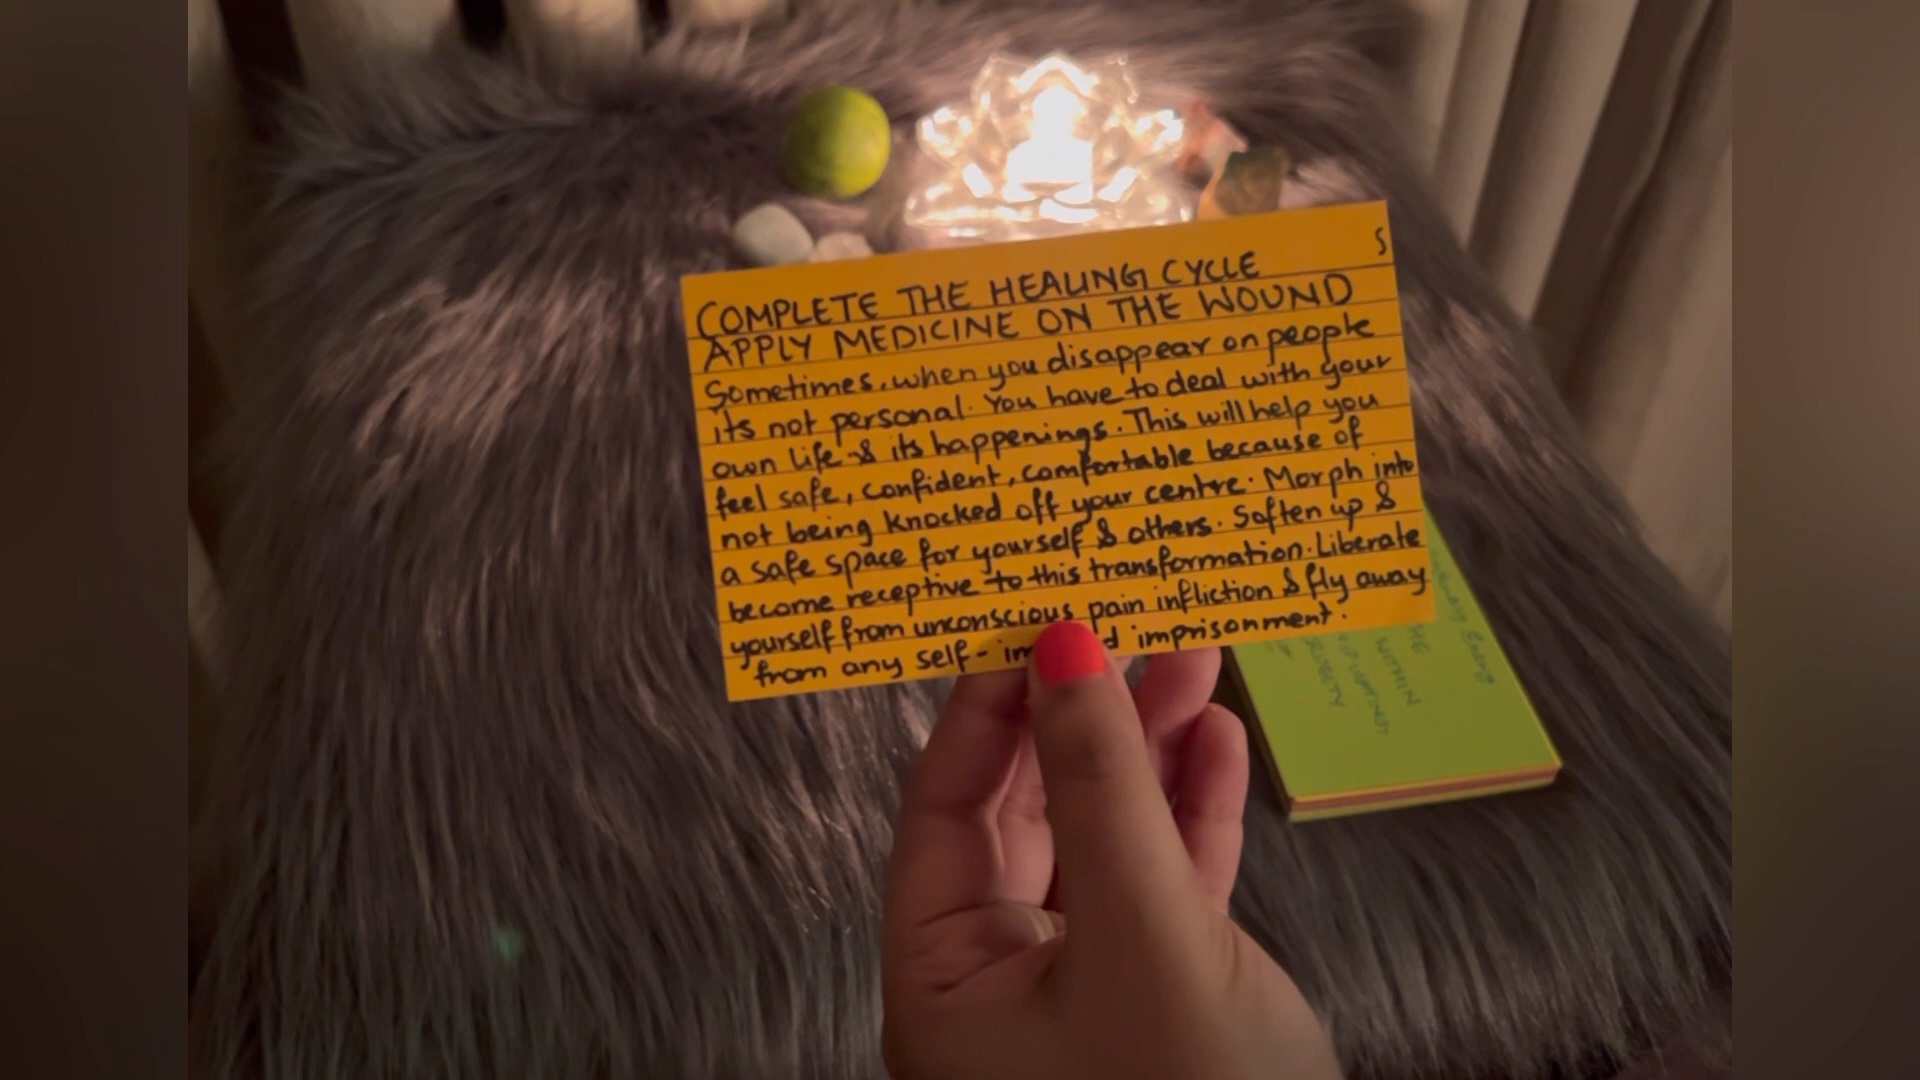 S
COMPLETE THE HEALING CYCLE
APPLY MEDICINE ON THE WOUND
Sometimes, when you disappear on people
its not personal. You have to deal with your
own life & its happenings. This will help you
feel safe, confident, comfortable because of
not being knocked off your centre. Morph into
a safe space for yourself & others. Soften up &
become receptive to this transformation. Liberate
yourself from unconscious pain infliction & fly away
from any self- imprisonment.
Energy
WITHIN